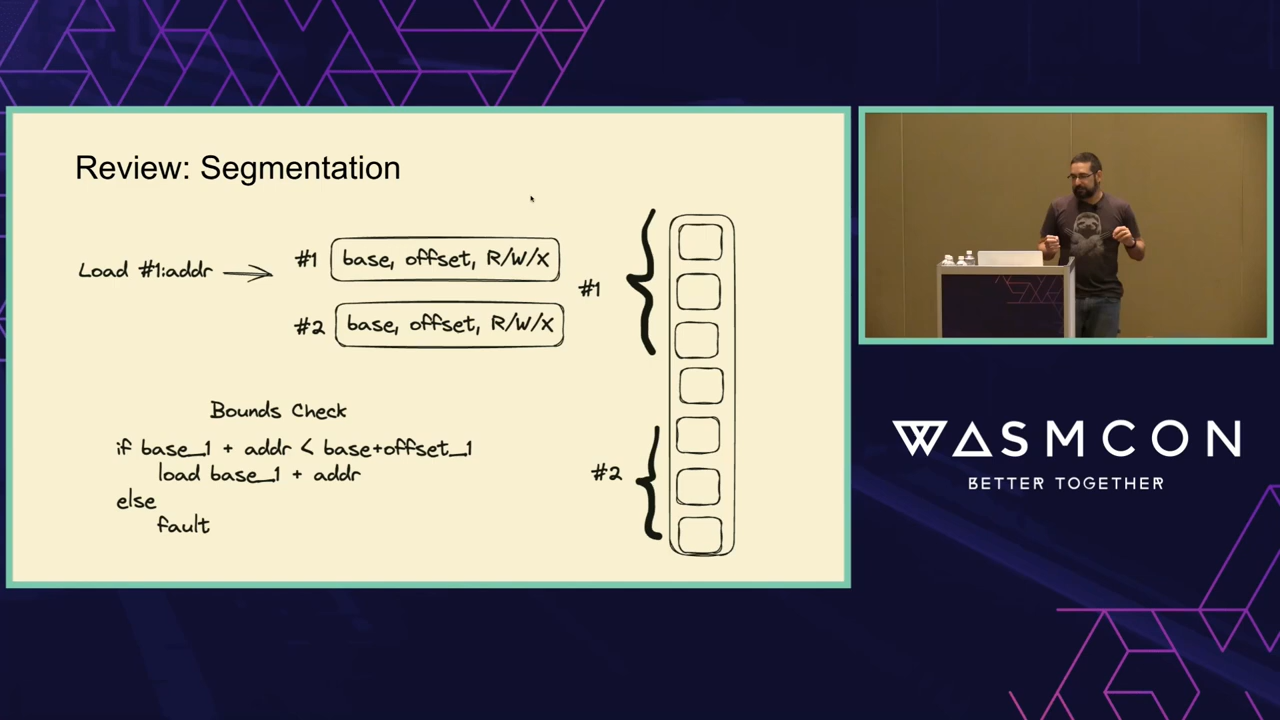 Review: Segmentation
Load #1:addr
#1 base, offset, R/W/X
#2 base, offset, R/W/X
#1
#2
Bounds Check
if base_1 + addr < base+offset_1
load base_1 + addr
else
fault
WASMCON
BETTER TOGETHER